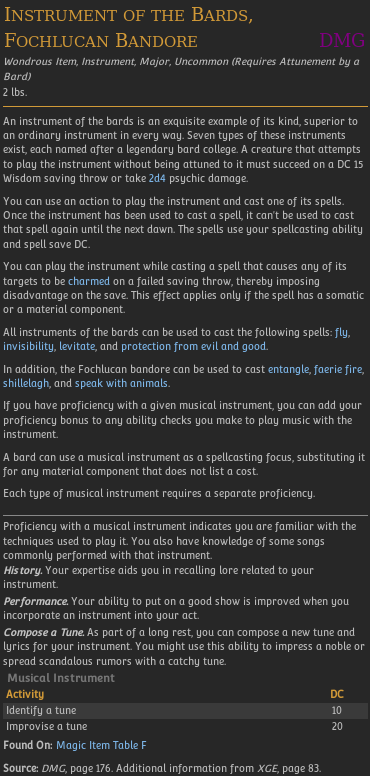 Instrument of the Bards,
Fochlucan Bandore DMG
Wondrous Item, Instrument, Major, Uncommon (Requires Attunement by a
Bard)
2 lbs.
An instrument of the bards is an exquisite example of its kind, superior to
an ordinary instrument in every way. Seven types of these instruments
exist, each named after a legendary bard college. A creature that attempts
to play the instrument without being attuned to it must succeed on a DC 15
Wisdom saving throw or take 2d4 psychic damage.
You can use an action to play the instrument and cast one of its spells.
Once the instrument has been used to cast a spell, it can't be used to cast
that spell again until the next dawn. The spells use your spellcasting ability
and spell save DC.
You can play the instrument while casting a spell that causes any of its
targets to be charmed on a failed saving throw, thereby imposing
disadvantage on the save. This effect applies only if the spell has a somatic
or a material component.
All instruments of the bards can be used to cast the following spells: fly,
invisibility, levitate, and protection from evil and good.
In addition, the Fochlucan bandore can be used to cast entangle, faerie fire,
shillelagh, and speak with animals.
If you have proficiency with a given musical instrument, you can add your
proficiency bonus to any ability checks you make to play music with the
instrument.
A bard can use a musical instrument as a spellcasting focus, substituting it
for any material component that does not list a cost.
Each type of musical instrument requires a separate proficiency.
Proficiency with a musical instrument indicates you are familiar with the
techniques used to play it. You also have knowledge of some songs
commonly performed with that instrument.
History. Your expertise aids you in recalling lore related to your
instrument.
Performance. Your ability to put on a good show is improved when you
incorporate an instrument into your act.
Compose a Tune. As part of a long rest, you can compose a new tune and
lyrics for your instrument. You might use this ability to impress a noble or
spread scandalous rumors with a catchy tune.
Musical Instrument
Activity DC
Identify a tune 10
Improvise a tune 20
Found On: Magic Item Table F
Source: DMG, page 176. Additional information from XGE, page 83.